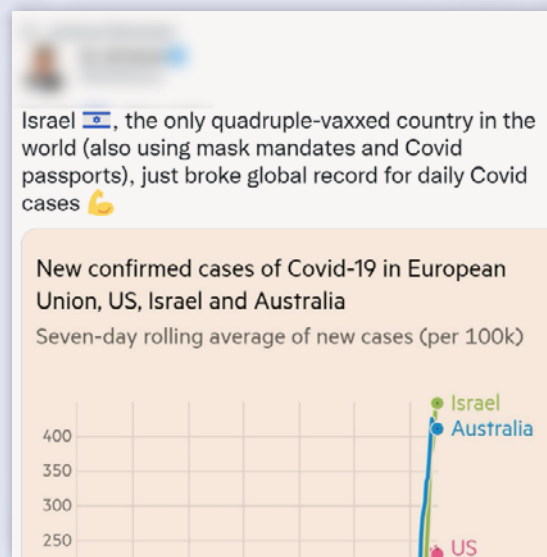 Israel 🇮🇱, the only quadruple-vaxxed country in the
world (also using mask mandates and Covid
passports), just broke global record for daily Covid
cases 💪
New confirmed cases of Covid-19 in European
Union, US, Israel and Australia
Seven-day rolling average of new cases (per 100k)
Israel
Australia
400
350
300
250
US